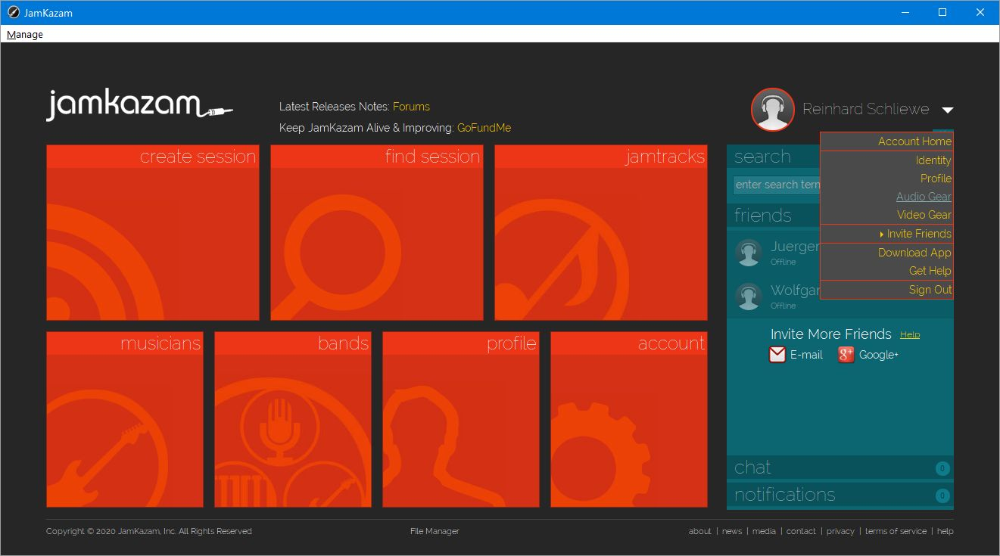 JamKazam
Manage
jamkazam
Latest Releases Notes: Forums
Keep JamKazam Alive & Improving: GoFundMe
Reinhard Schliewe
Account Home
Identity
Profile
Audio Gear
Video Gear
Invite Friends
Download App
Get Help
Sign Out
create session
find session
jamtracks
musicians
bands
profile
account
search
enter search term
friends
Juergen
Offline
Wolfgan
Offline
Invite More Friends Help
E-mail
g+ Google+
chat 0
notifications 0
Copyright © 2020 JamKazam, Inc. All Rights Reserved
File Manager
about | news | media | contact | privacy | terms of service | help